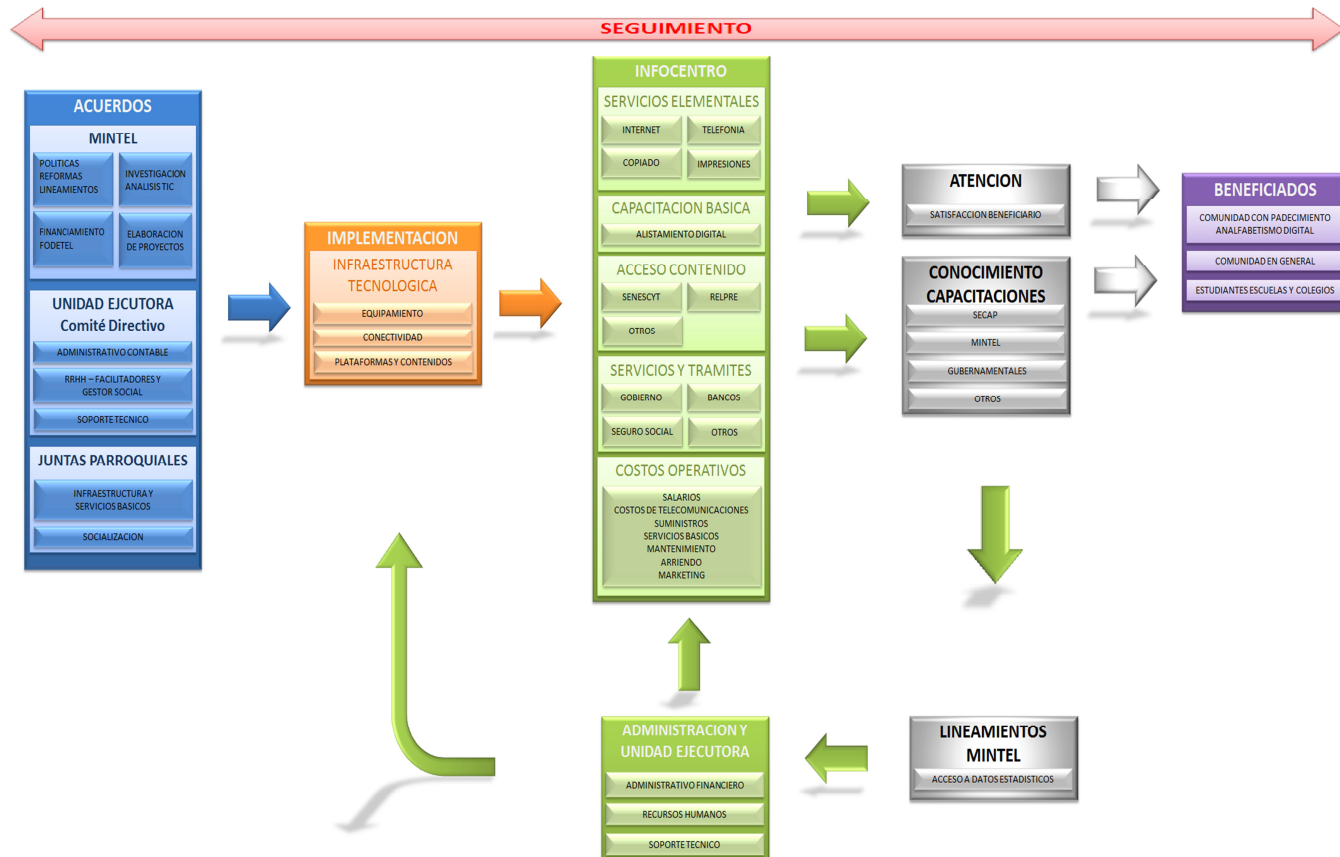 SEGUIMIENTO
ACUERDOS
MINTEL
POLITICAS
REFORMAS
LINEAMIENTOS
INVESTIGACION
ANALISIS TIC
FINANCIAMIENTO
FODETEL
ELABORACION
DE PROYECTOS
UNIDAD EJCUTORA
Comité Directivo
ADMINISTRATIVO CONTABLE
RRHH – FACILITADORES Y
GESTOR SOCIAL
SOPORTE TECNICO
JUNTAS PARROQUIALES
INFRAESTRUCTURA Y
SERVICIOS BASICOS
SOCIALIZACION
IMPLEMENTACION
INFRAESTRUCTURA
TECNOLOGICA
EQUIPAMIENTO
CONECTIVIDAD
PLATAFORMAS Y CONTENIDOS
INFOCENTRO
SERVICIOS ELEMENTALES
INTERNET
TELEFONIA
COPIADO
IMPRESIONES
CAPACITACION BASICA
ALISTAMIENTO DIGITAL
ACCESO CONTENIDO
SENESCYT
RELPRE
OTROS
SERVICIOS Y TRAMITES
GOBIERNO
BANCOS
SEGURO SOCIAL
OTROS
COSTOS OPERATIVOS
SALARIOS
COSTOS DE TELECOMUNICACIONES
SUMINISTROS
SERVICIOS BASICOS
MANTENIMIENTO
ARRIENDO
MARKETING
ATENCION
SATISFACCION BENEFICIARIO
CONOCIMIENTO
CAPACITACIONES
SECAP
MINTEL
GUBERNAMENTALES
OTROS
BENEFICIADOS
COMUNIDAD CON PADECIMIENTO
ANALFABETISMO DIGITAL
COMUNIDAD EN GENERAL
ESTUDIANTES ESCUELAS Y COLEGIOS
ADMINISTRACION Y
UNIDAD EJECUTORA
ADMINISTRATIVO FINANCIERO
RECURSOS HUMANOS
SOPORTE TECNICO
LINEAMIENTOS
MINTEL
ACCESO A DATOS ESTADISTICOS